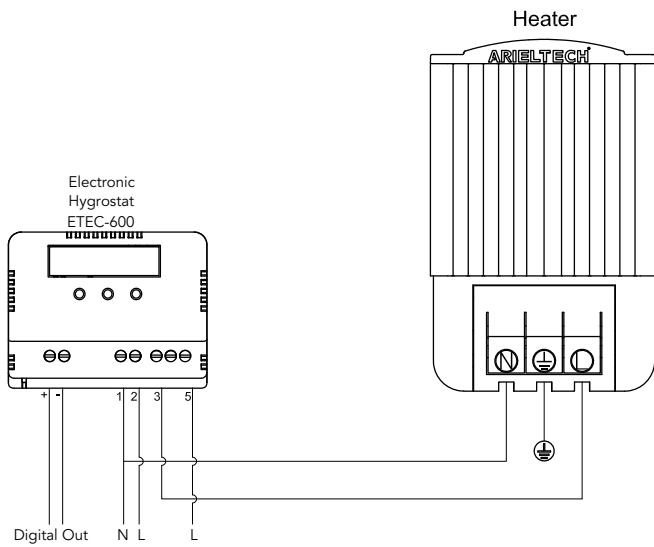 Heater
ARIELTECH
Electronic
Hygrostat
ETEC-600
N L
+ - 1 2 3 5
Digital Out N L L